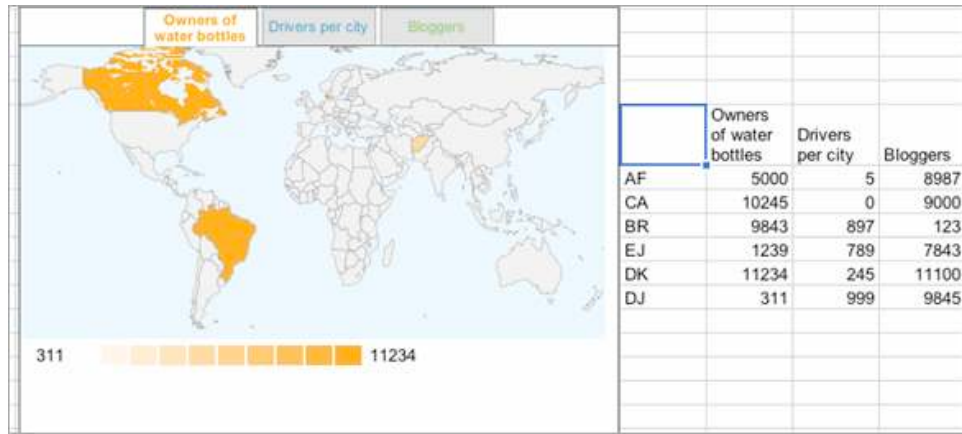 Owners of
water bottles
Drivers per city
Bloggers
311
11234
Owners
of water
bottles
Drivers
per city
Bloggers
AF 5000 5 8987
CA 10245 0 9000
BR 9843 897 123
EJ 1239 789 7843
DK 11234 245 11100
DJ 311 999 9845